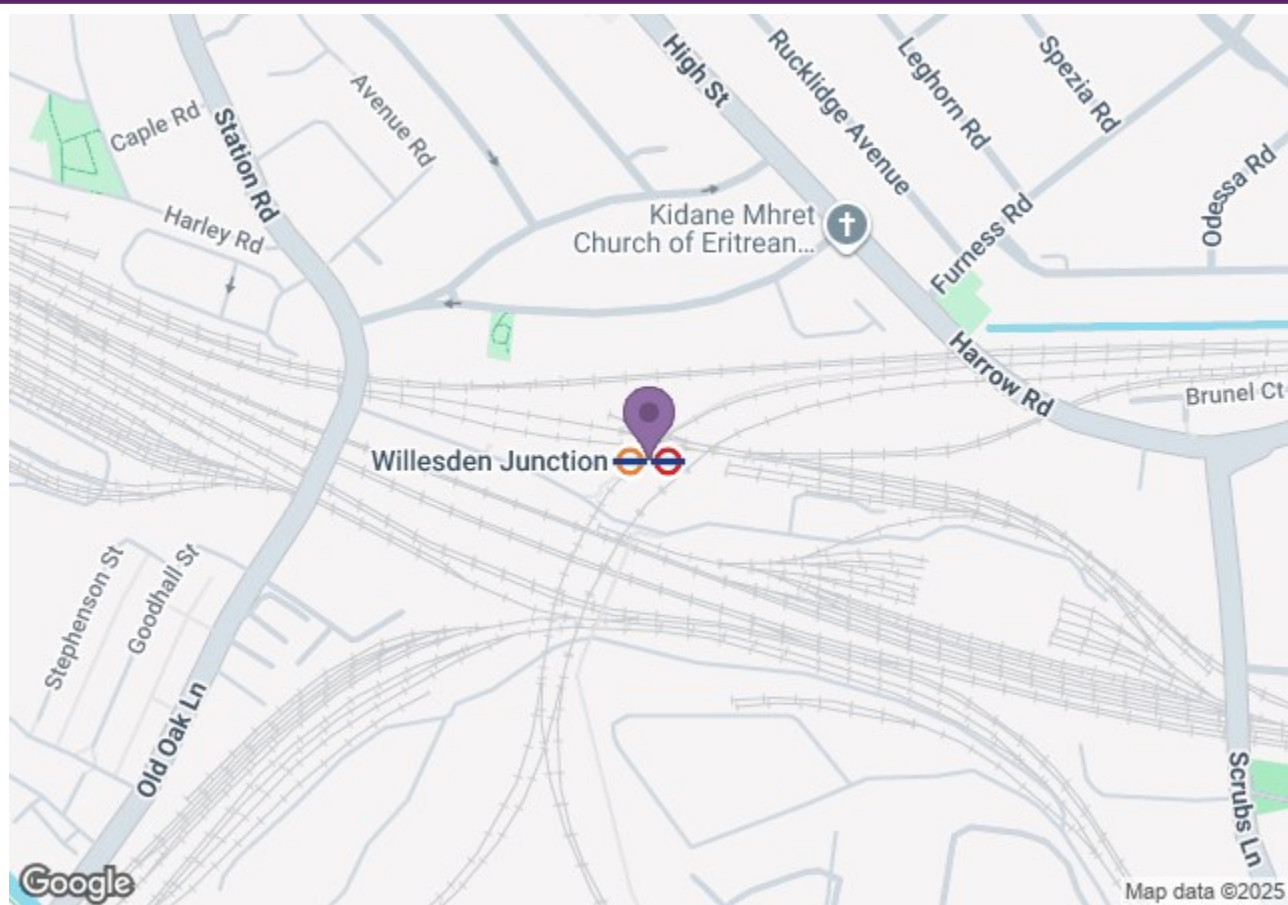 High St
Rucklidge Avenue
Leghorn Rd
Spezia Rd
Avenue Rd
Caple Rd
Station Rd
Odessa Rd
Harley Rd
Kidane Mhret
Church of Eritrean...
Furness Rd
Harrow Rd
Brunel Ct
Willesden Junction
Stephenson St
Goodhall St
Old Oak Ln
Scrubs Ln
Google
Map data ©2025